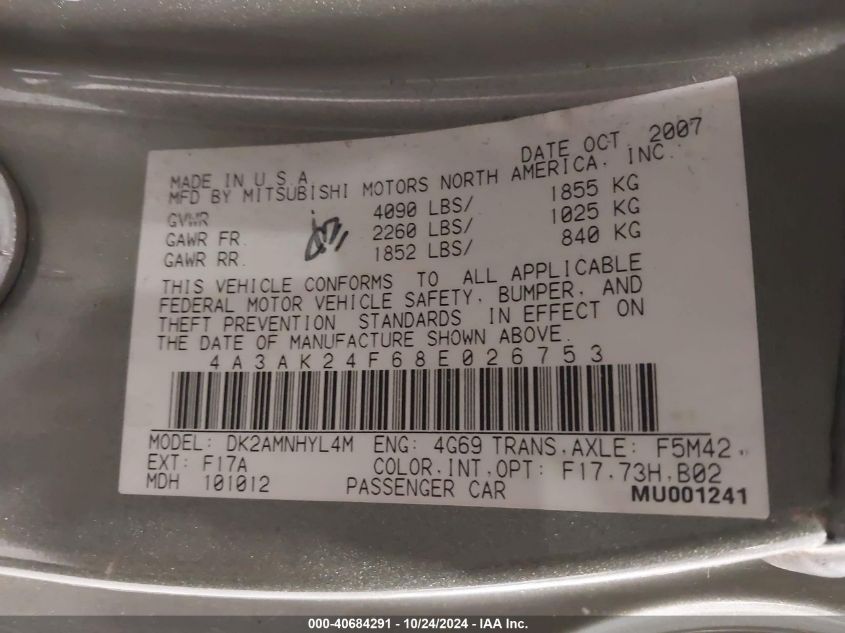 DATE OCT. 2007
MADE IN U.S.A.
MFD BY MITSUBISHI MOTORS NORTH AMERICA, INC.
GVWR 4090 LBS/ 1855 KG
GAWR FR. 2260 LBS/ 1025 KG
GAWR RR. 1852 LBS/ 840 KG
THIS VEHICLE CONFORMS TO ALL APPLICABLE
FEDERAL MOTOR VEHICLE SAFETY, BUMPER, AND
THEFT PREVENTION STANDARDS IN EFFECT ON
THE DATE OF MANUFACTURE SHOWN ABOVE.
4A3AK24F68E026753
MODEL: DK2AMNHYL4M ENG: 4G69 TRANS.AXLE: F5M42
EXT: F17A COLOR.INT.OPT: F17.73H.B02
MDH 101012 PASSENGER CAR MU001241
000-40684291 - 10/24/2024 - IAA Inc.